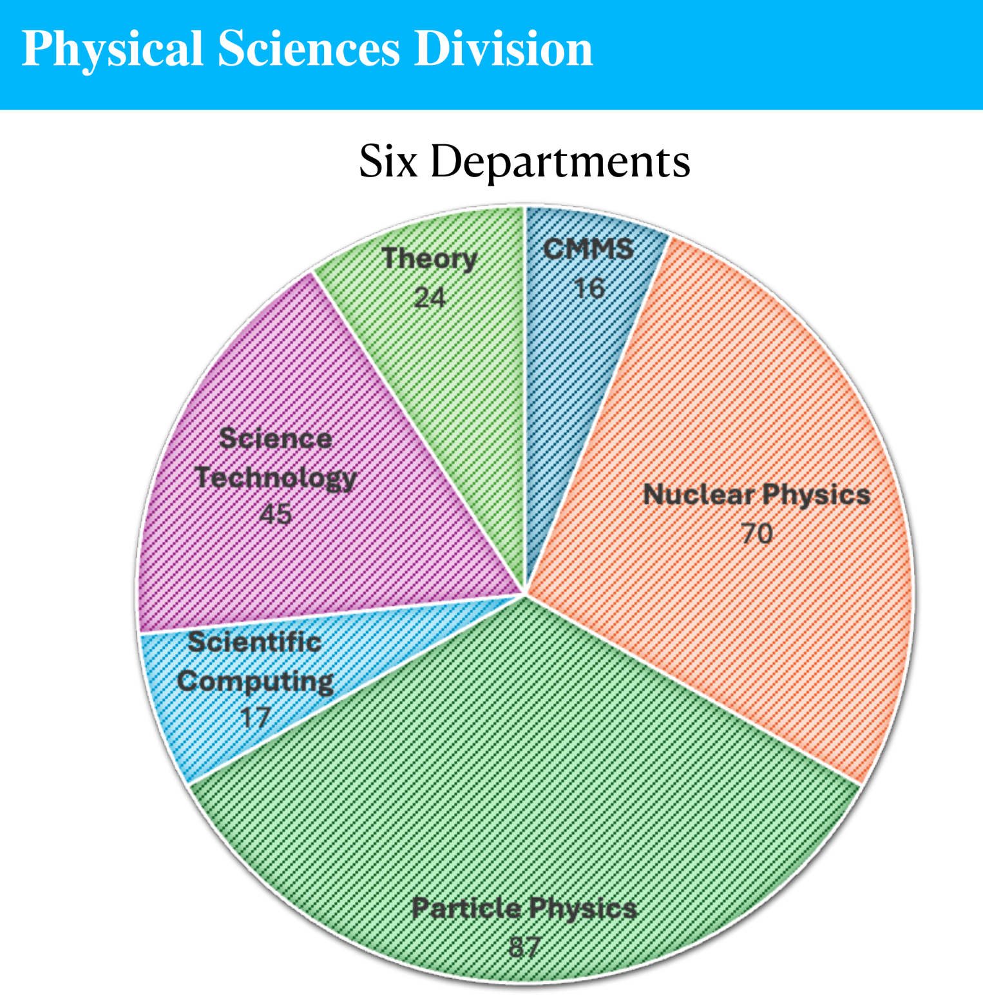 Physical Sciences Division
Six Departments
Theory
24
CMMS
16
Science
Technology
45
Nuclear Physics
70
Scientific
Computing
17
Particle Physics
87